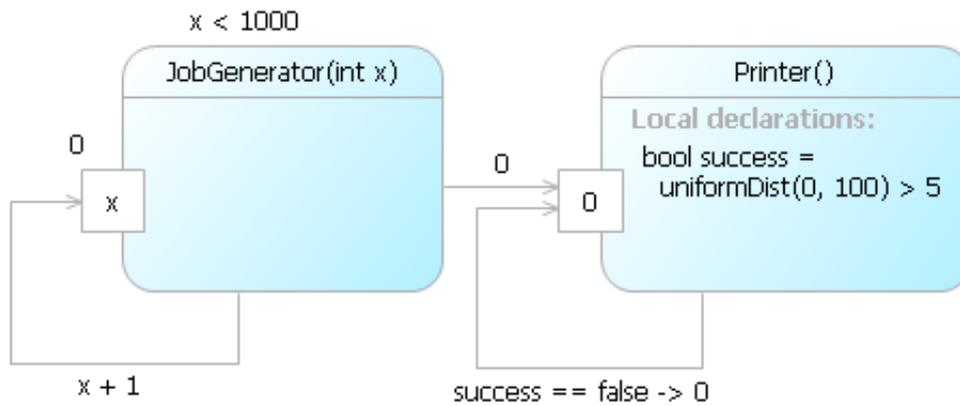 x < 1000
JobGenerator(int x)
0
x
x + 1
0
Printer()
Local declarations:
bool success =
uniformDist(0, 100) > 5
0
success == false -> 0